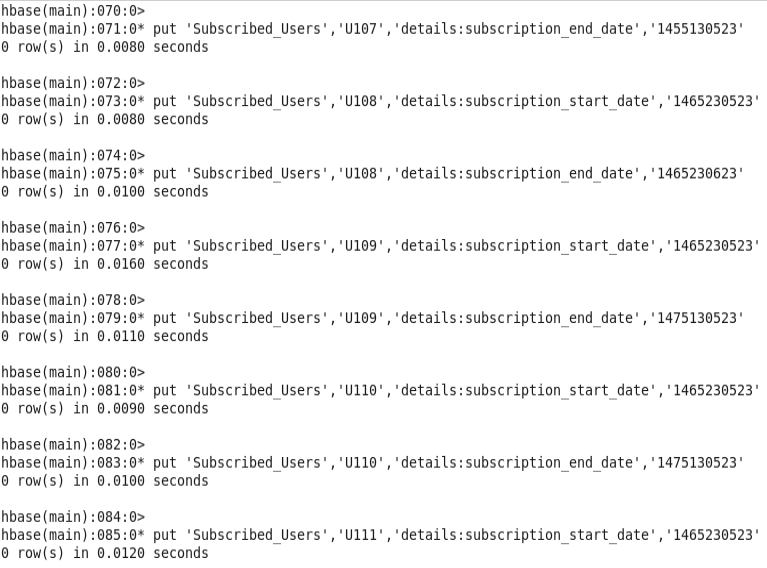 hbase(main):070:0>
hbase(main):071:0* put 'Subscribed_Users','U107','details:subscription_end_date','1455130523'
0 row(s) in 0.0080 seconds
hbase(main):072:0>
hbase(main):073:0* put 'Subscribed_Users','U108','details:subscription_start_date','1465230523'
0 row(s) in 0.0080 seconds
hbase(main):074:0>
hbase(main):075:0* put 'Subscribed_Users','U108','details:subscription_end_date','1465230623'
0 row(s) in 0.0100 seconds
hbase(main):076:0>
hbase(main):077:0* put 'Subscribed_Users','U109','details:subscription_start_date','1465230523'
0 row(s) in 0.0160 seconds
hbase(main):078:0>
hbase(main):079:0* put 'Subscribed_Users','U109','details:subscription_end_date','1475130523'
0 row(s) in 0.0110 seconds
hbase(main):080:0>
hbase(main):081:0* put 'Subscribed_Users','U110','details:subscription_start_date','1465230523'
0 row(s) in 0.0090 seconds
hbase(main):082:0>
hbase(main):083:0* put 'Subscribed_Users','U110','details:subscription_end_date','1475130523'
0 row(s) in 0.0100 seconds
hbase(main):084:0>
hbase(main):085:0* put 'Subscribed_Users','U111','details:subscription_start_date','1465230523'
0 row(s) in 0.0120 seconds